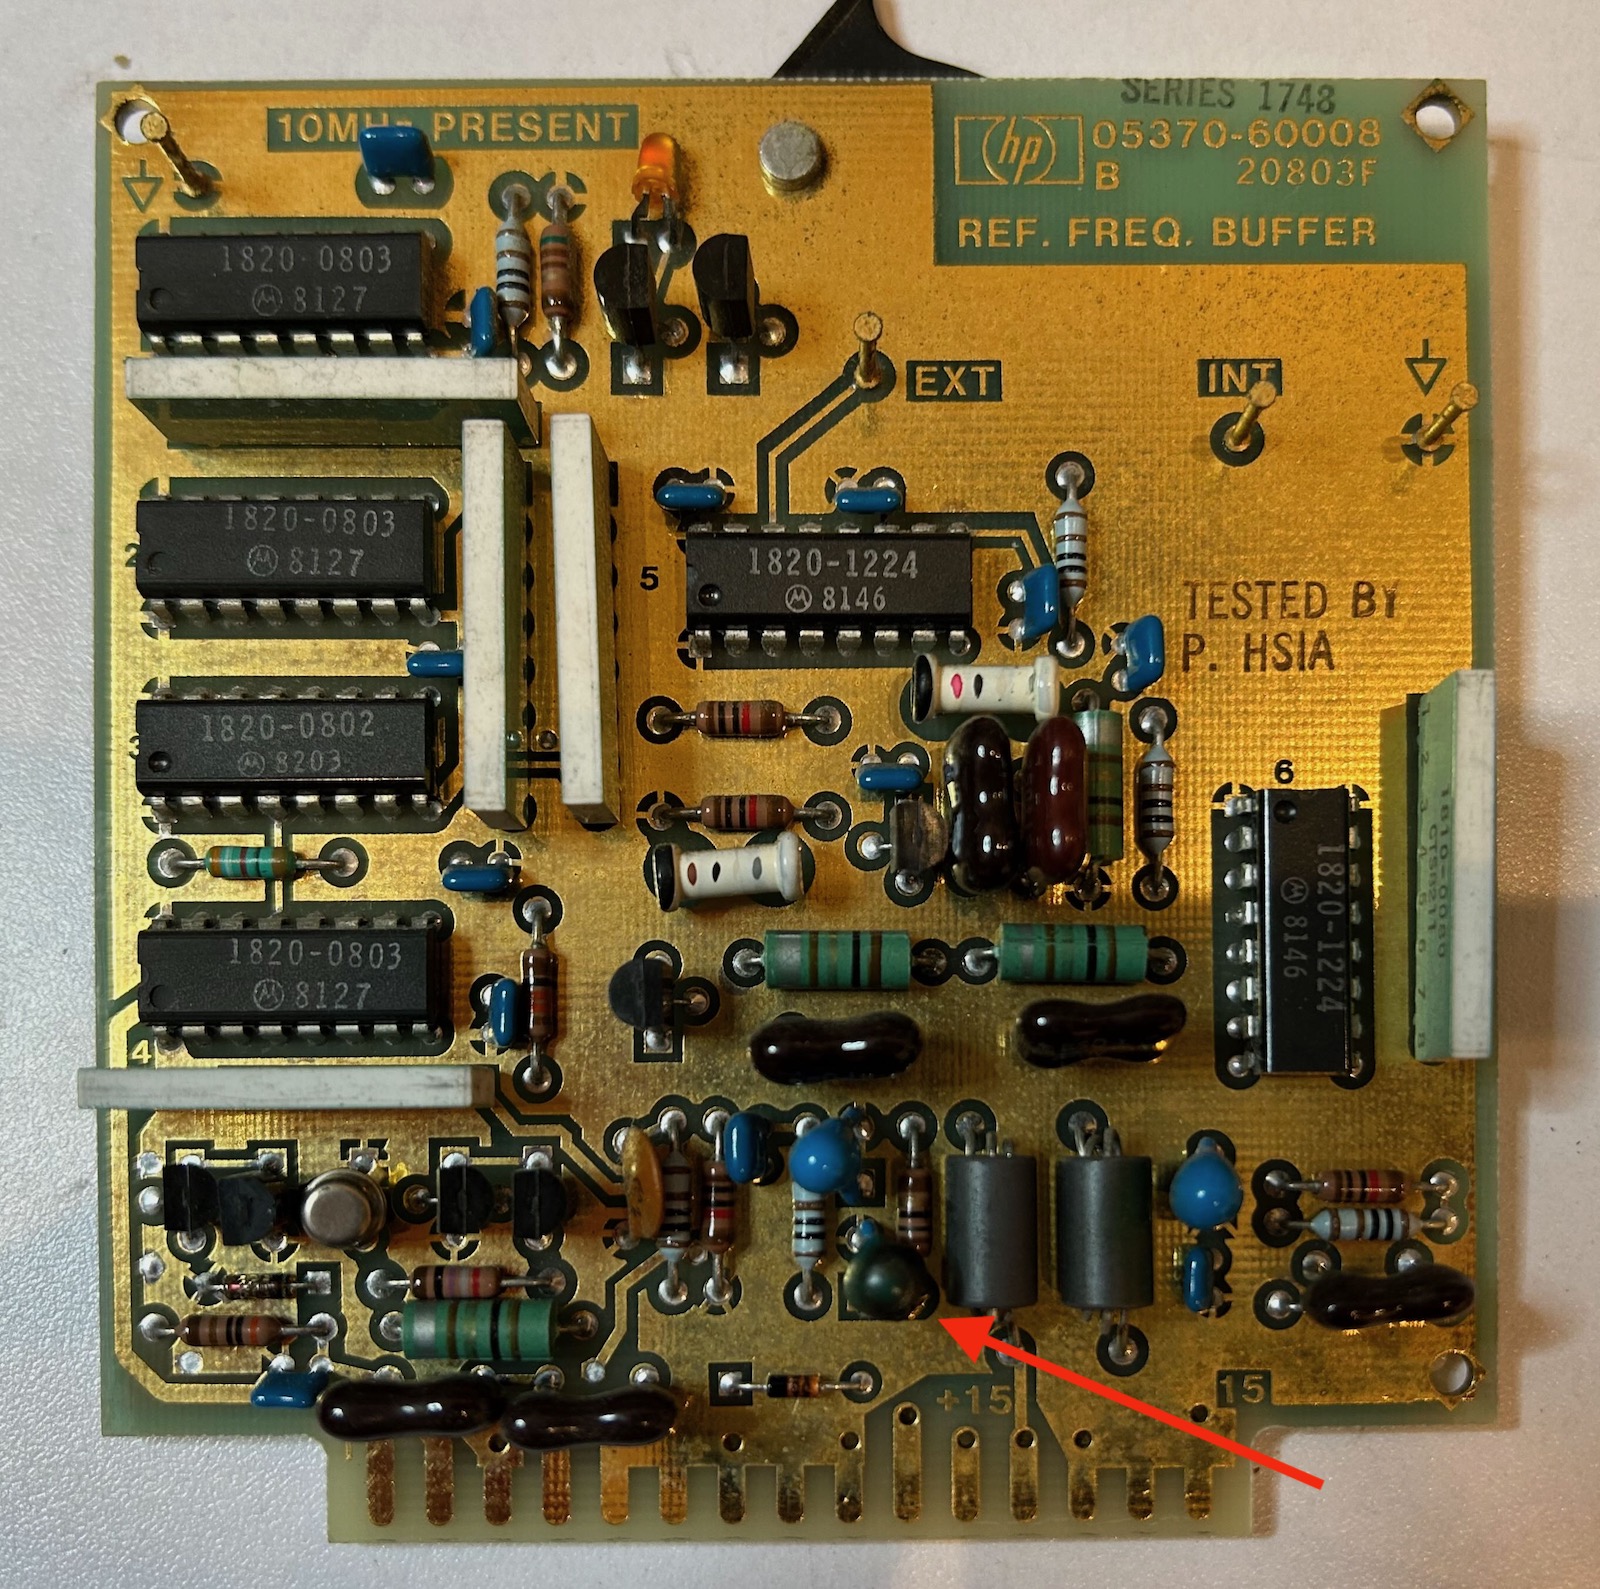 SERIES 1748
10MHz PRESENT
hp
05370-60008
B
20803F
REF. FREQ. BUFFER
1820-0803
8127
EXT
INT
1820-0803
8127
5
1820-1224
8146
TESTED BY
P. HSIA
1820-0802
8203
6
1820-1224
8146
1820-0803
8127
4
+15
15